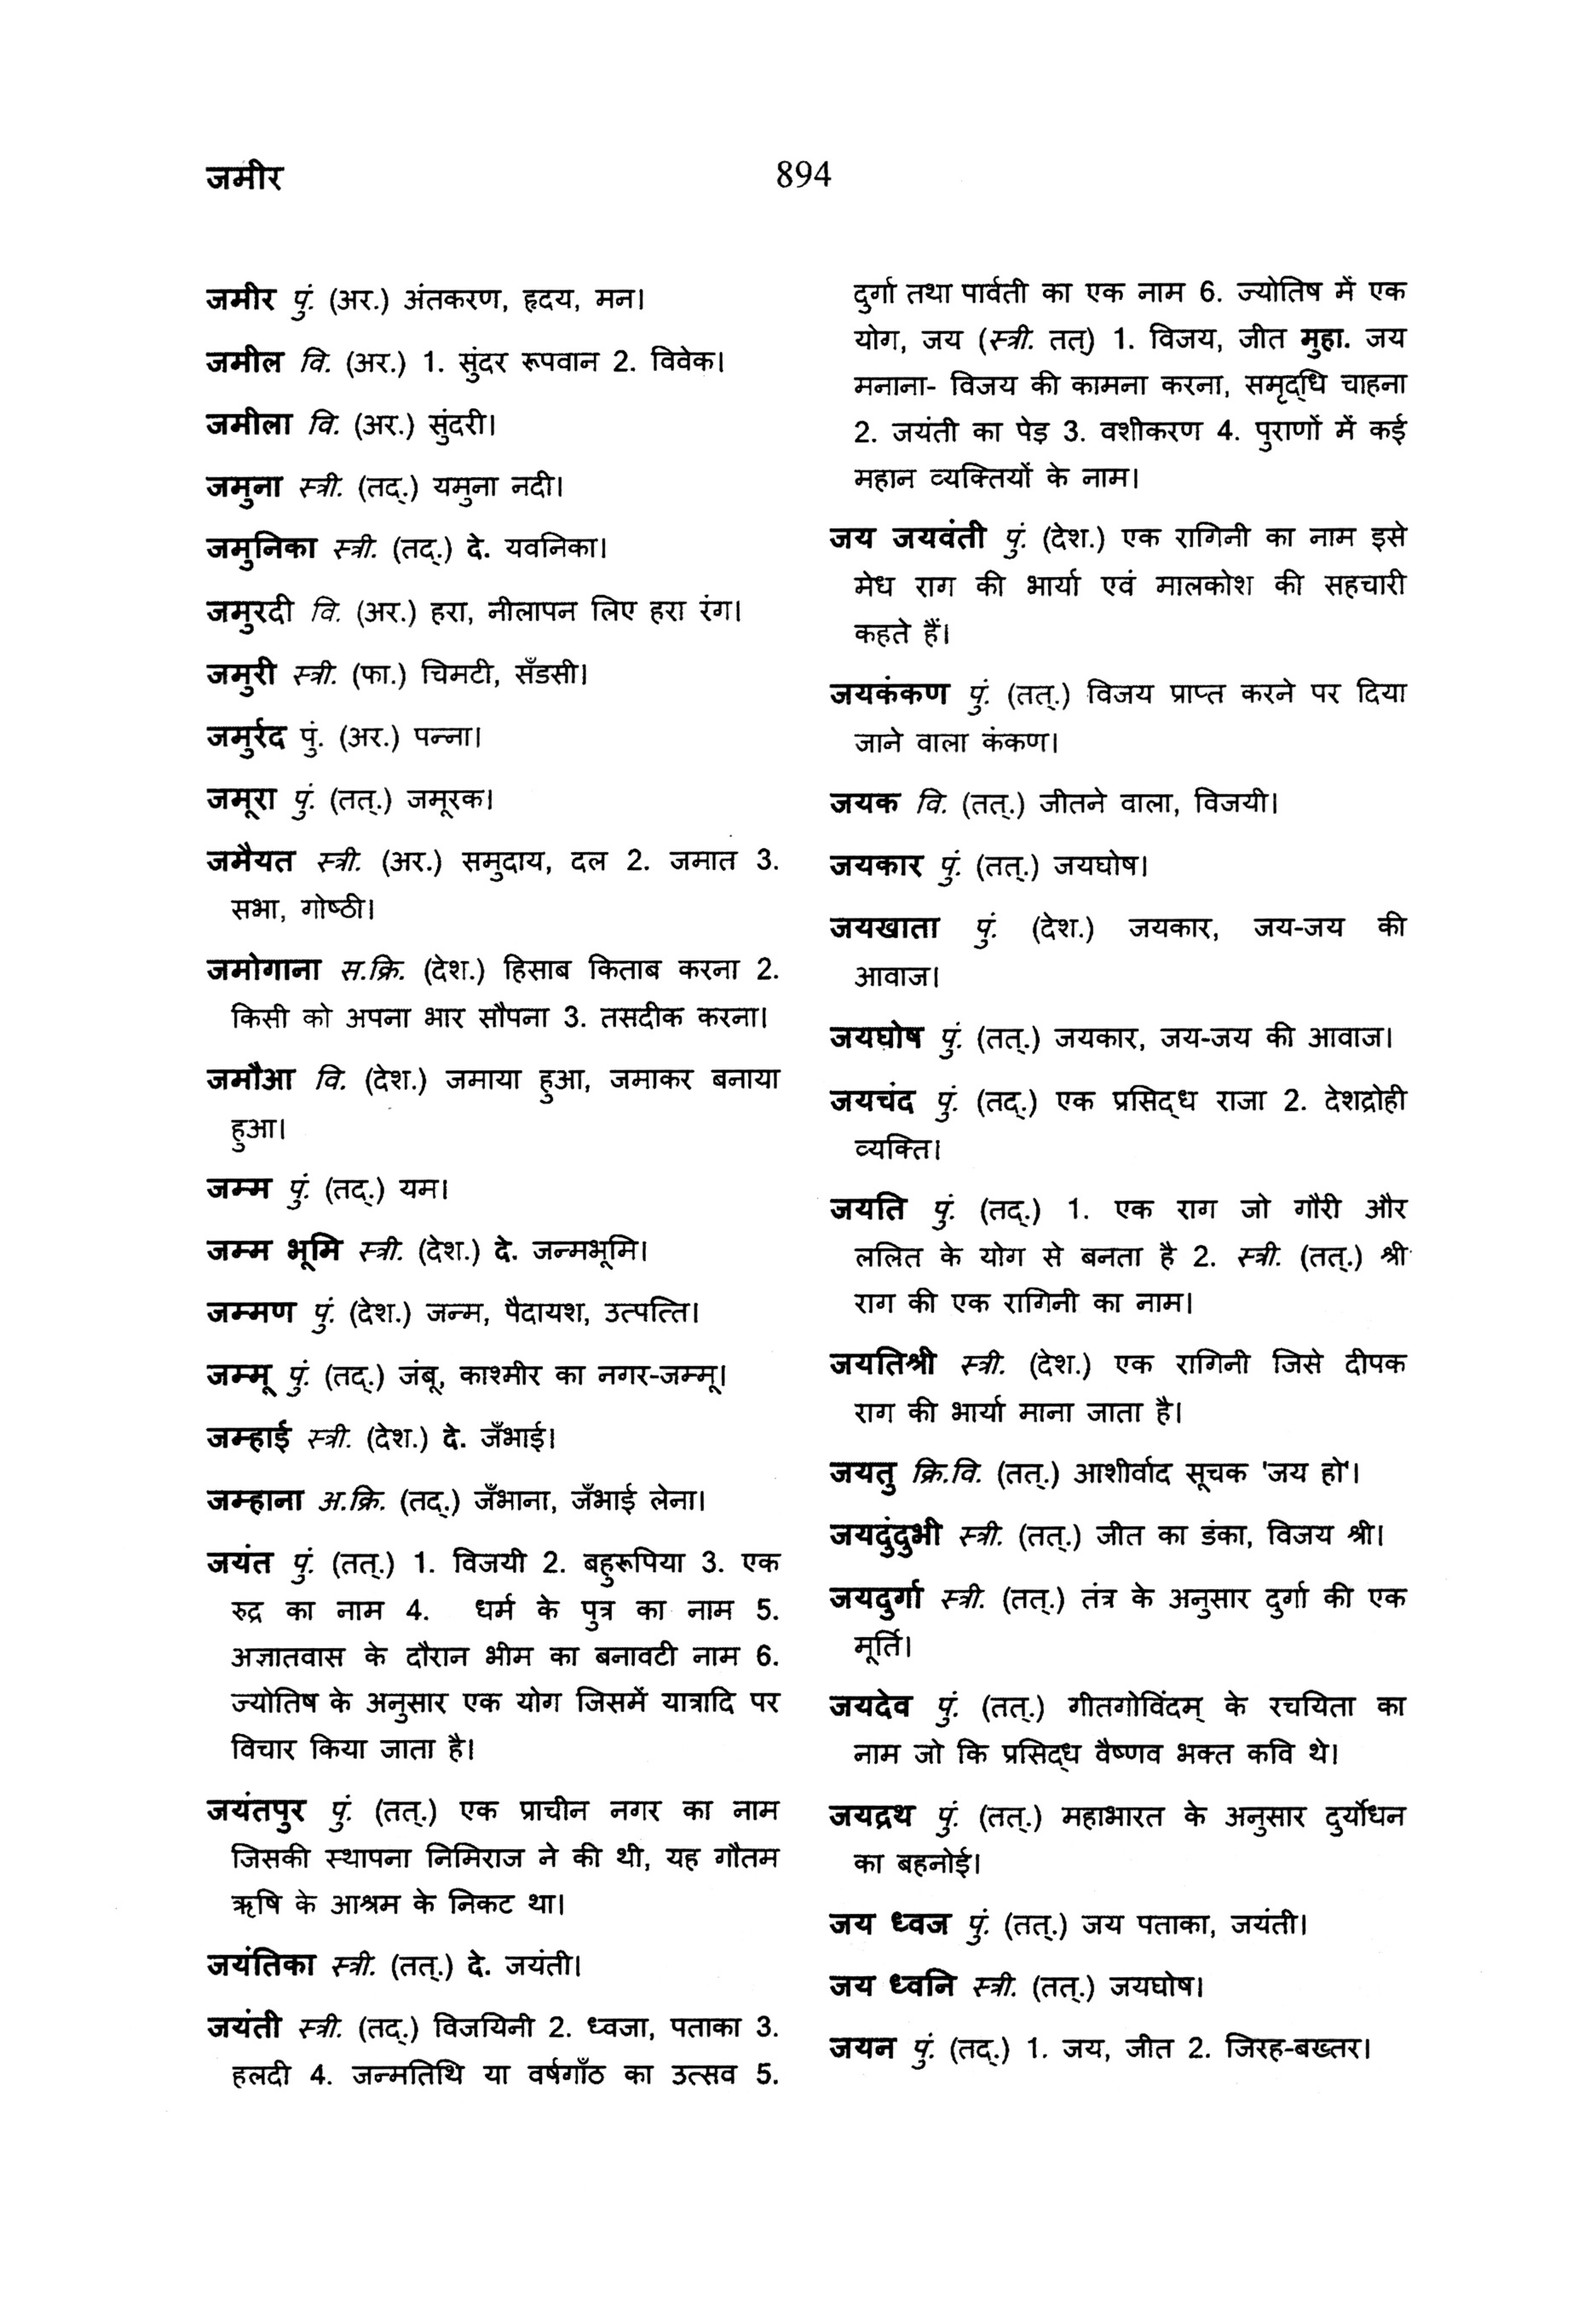 जमीर
894
जमीर पुं. (अर.) अंतकरण, हृदय, मन।
जमील वि. (अर.) 1. सुंदर रूपवान 2. विवेक।
जमीला वि. (अर.) सुंदरी।
जमुना स्त्री. (तद्.) यमुना नदी।
जमुनिका स्त्री. (तद्.) दे. यवनिका।
जमुरदी वि. (अर.) हरा, नीलापन लिए हरा रंग।
जमुरी स्त्री. (फा.) चिमटी, सँडसी।
जमुर्रद पुं. (अर.) पन्ना।
जमूरा पुं. (तत्.) जमूरक।
जमैयत स्त्री. (अर.) समुदाय, दल 2. जमात 3.
सभा, गोष्ठी।
जमोगाना स.क्रि. (देश.) हिसाब किताब करना 2.
किसी को अपना भार सौपना 3. तसदीक करना।
जमौआ वि. (देश.) जमाया हुआ, जमाकर बनाया
हुआ।
जम्म पुं. (तद्.) यम।
जम्म भूमि स्त्री. (देश.) दे. जन्मभूमि।
जम्मण पुं. (देश.) जन्म, पैदायश, उत्पत्ति।
जम्मू पुं. (तद्.) जंबू, काश्मीर का नगर-जम्मू।
जम्हाई स्त्री. (देश.) दे. जँभाई।
जम्हाना अ.क्रि. (तद्.) जँभाना, जँभाई लेना।
जयंत पुं. (तत्.) 1. विजयी 2. बहुरूपिया 3. एक
रुद्र का नाम 4. धर्म के पुत्र का नाम 5.
अज्ञातवास के दौरान भीम का बनावटी नाम 6.
ज्योतिष के अनुसार एक योग जिसमें यात्रादि पर
विचार किया जाता है।
जयंतपुर पुं. (तत्.) एक प्राचीन नगर का नाम
जिसकी स्थापना निमिराज ने की थी, यह गौतम
ऋषि के आश्रम के निकट था।
जयंतिका स्त्री. (तत्.) दे. जयंती।
जयंती स्त्री. (तद्.) विजयिनी 2. ध्वजा, पताका 3.
हलदी 4. जन्मतिथि या वर्षगाँठ का उत्सव 5.
दुर्गा तथा पार्वती का एक नाम 6. ज्योतिष में एक
योग, जय (स्त्री. तत्) 1. विजय, जीत मुहा. जय
मनाना- विजय की कामना करना, समृद्धि चाहना
2. जयंती का पेड़ 3. वशीकरण 4. पुराणों में कई
महान व्यक्तियों के नाम।
जय जयवंती पुं. (देश.) एक रागिनी का नाम इसे
मेध राग की भार्या एवं मालकोश की सहचारी
कहते हैं।
जयकंकण पुं. (तत्.) विजय प्राप्त करने पर दिया
जाने वाला कंकण।
जयक वि. (तत्.) जीतने वाला, विजयी।
जयकार पुं. (तत्.) जयघोष।
जयखाता पुं. (देश.) जयकार, जय-जय की
आवाज।
जयघोष पुं. (तत्.) जयकार, जय-जय की आवाज।
जयचंद पुं. (तद्.) एक प्रसिद्ध राजा 2. देशद्रोही
व्यक्ति।
जयति पुं. (तद्.) 1. एक राग जो गौरी और
ललित के योग से बनता है 2. स्त्री. (तत्.) श्री
राग की एक रागिनी का नाम।
जयतिश्री स्त्री. (देश.) एक रागिनी जिसे दीपक
राग की भार्या माना जाता है।
जयतु क्रि.वि. (तत्.) आशीर्वाद सूचक 'जय हो'।
जयदुंदुभी स्त्री. (तत्.) जीत का डंका, विजय श्री।
जयदुर्गा स्त्री. (तत्.) तंत्र के अनुसार दुर्गा की एक
मूर्ति।
जयदेव पुं. (तत्.) गीतगोविंदम् के रचयिता का
नाम जो कि प्रसिद्ध वैष्णव भक्त कवि थे।
जयद्रथ पुं. (तत्.) महाभारत के अनुसार दुर्योधन
का बहनोई।
जय ध्वज पुं. (तत्.) जय पताका, जयंती।
जय ध्वनि स्त्री. (तत्.) जयघोष।
जयन पुं. (तद्.) 1. जय, जीत 2. जिरह-बख्तर।